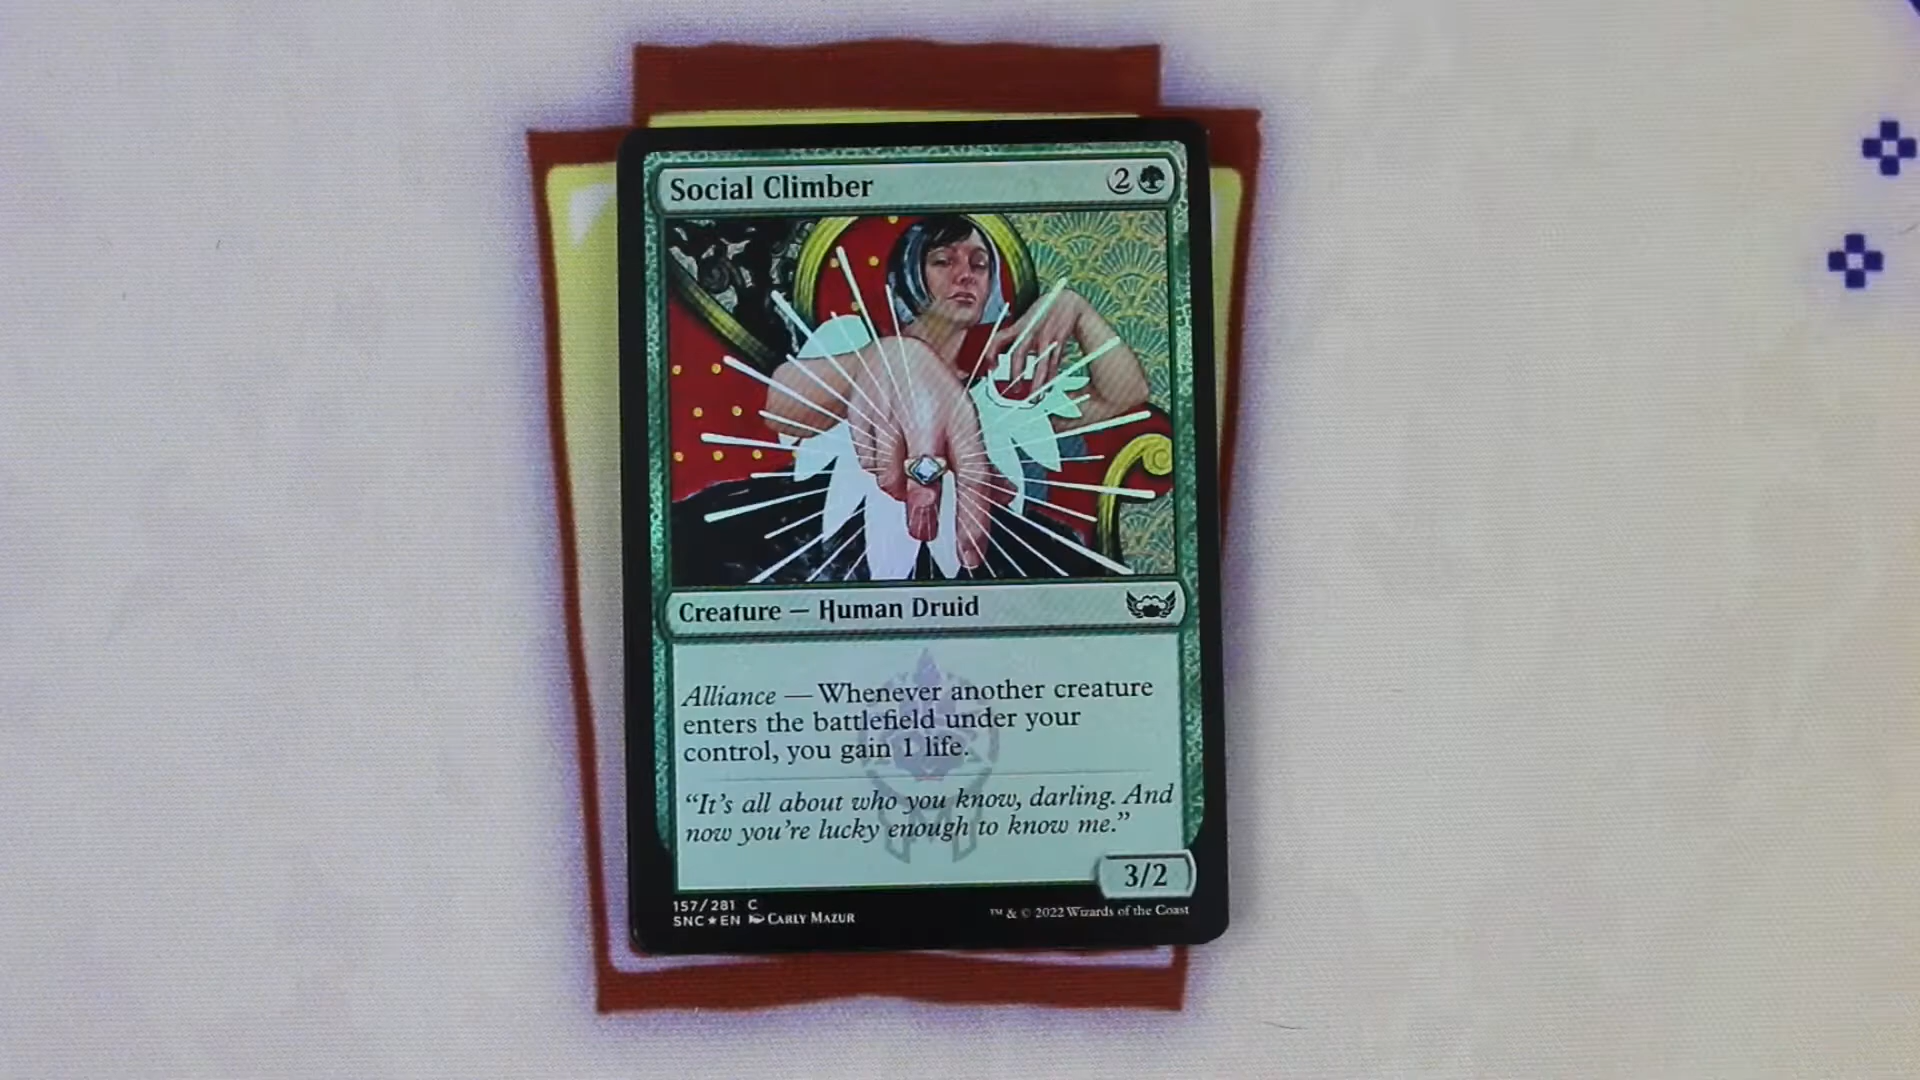 Social Climber 2
Creature — Human Druid
Alliance — Whenever another creature
enters the battlefield under your
control, you gain 1 life.
“It’s all about who you know, darling. And
now you’re lucky enough to know me.”
3/2
157/281 C
SNC★EN CARLY MAZUR
™ & © 2022 Wizards of the Coast